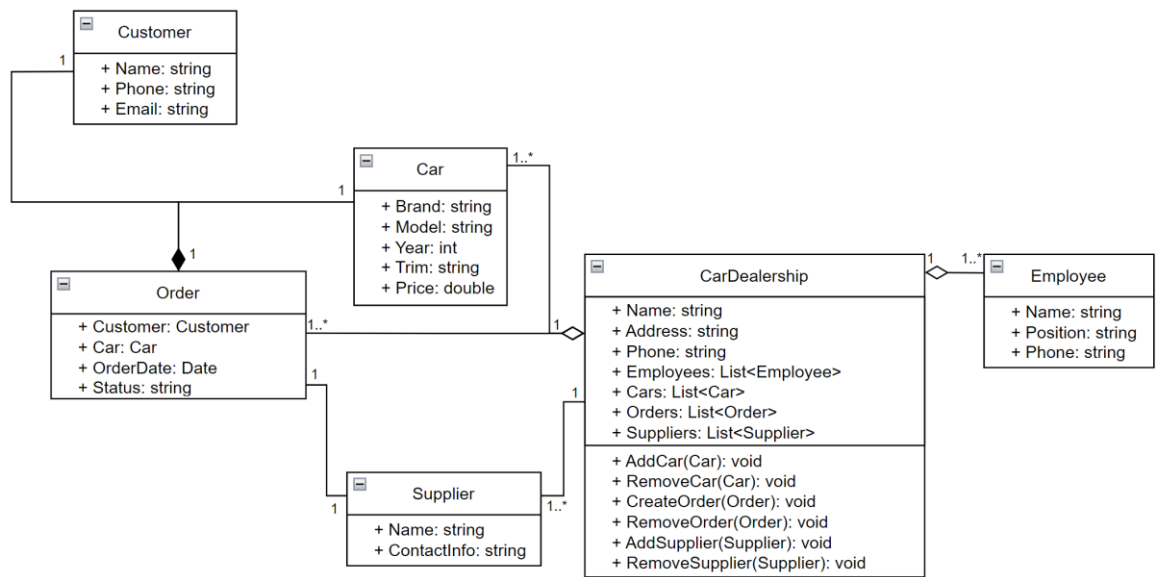 Customer
+ Name: string
+ Phone: string
+ Email: string
1
Car
+ Brand: string
+ Model: string
+ Year: int
+ Trim: string
+ Price: double
1
1..*
1
Order
+ Customer: Customer
+ Car: Car
+ OrderDate: Date
+ Status: string
1..*
1
1
Supplier
+ Name: string
+ ContactInfo: string
1
1..*
1
CarDealership
+ Name: string
+ Address: string
+ Phone: string
+ Employees: List<Employee>
+ Cars: List<Car>
+ Orders: List<Order>
+ Suppliers: List<Supplier>
+ AddCar(Car): void
+ RemoveCar(Car): void
+ CreateOrder(Order): void
+ RemoveOrder(Order): void
+ AddSupplier(Supplier): void
+ RemoveSupplier(Supplier): void
1
1..*
Employee
+ Name: string
+ Position: string
+ Phone: string